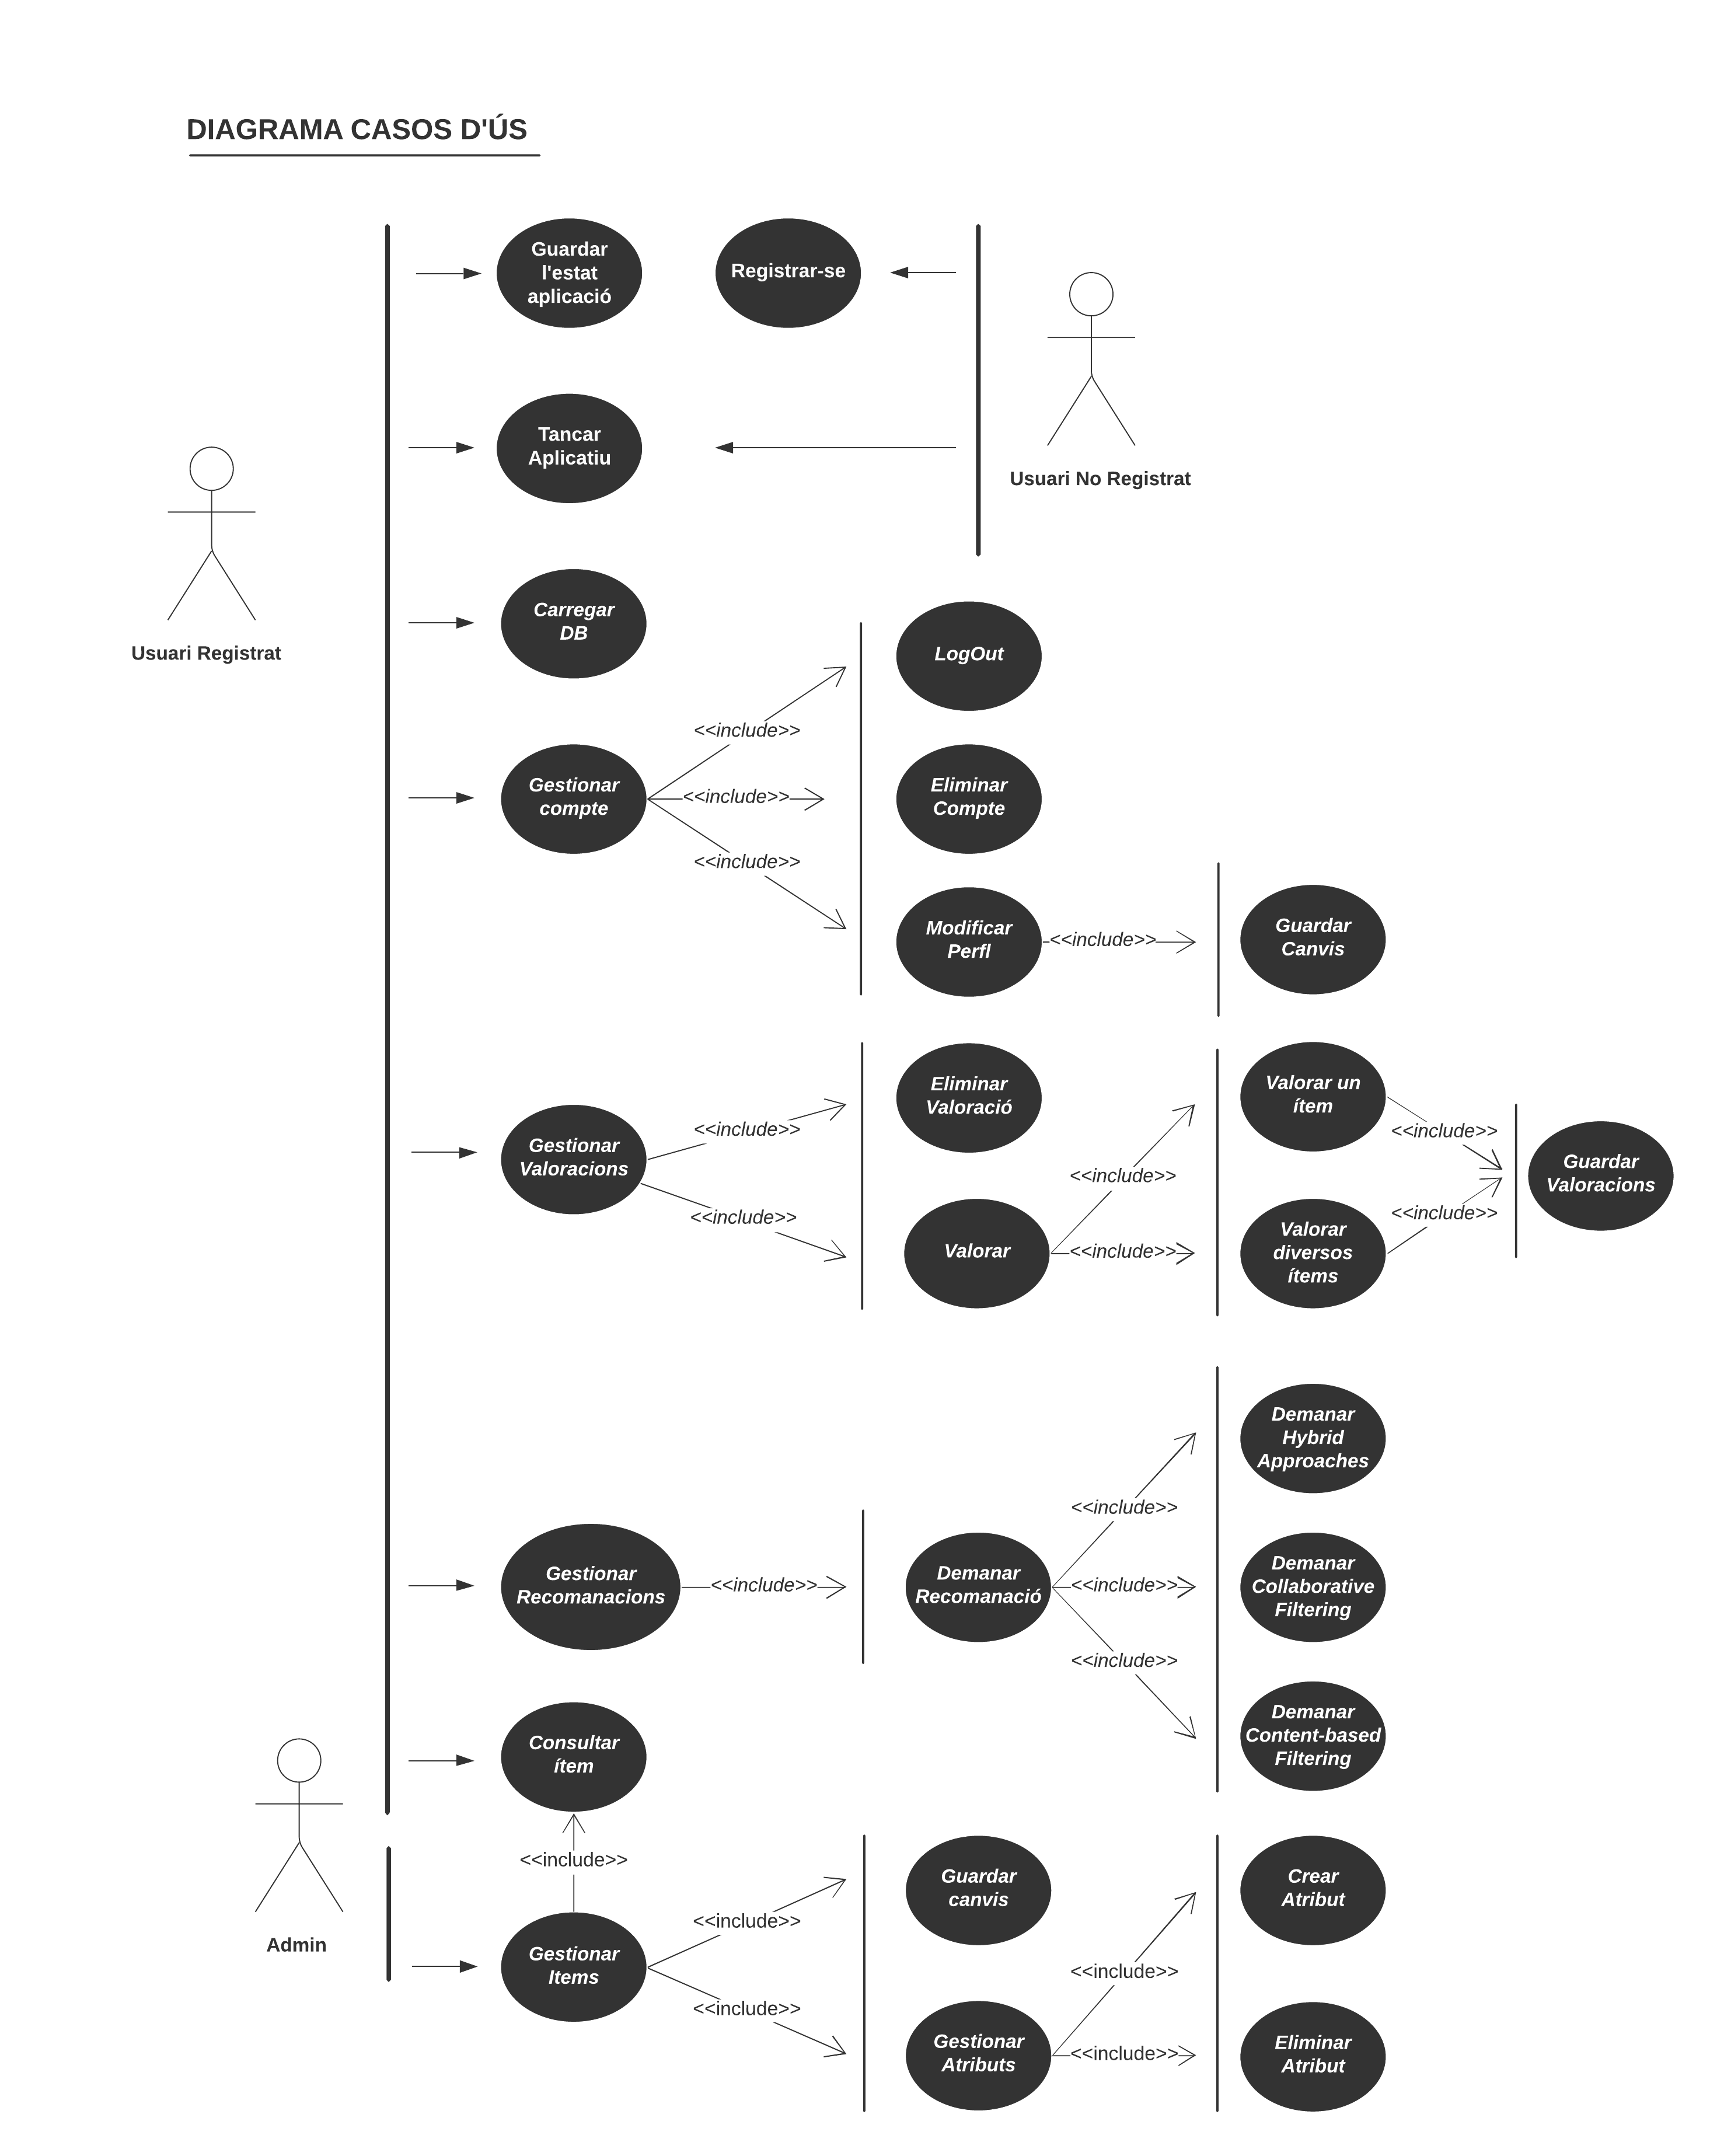 DIAGRAMA CASOS D'ÚS
Guardar
l'estat
aplicació
Registrar-se
Usuari No Registrat
Tancar
Aplicatiu
Usuari Registrat
Carregar
DB
LogOut
<<include>>
Gestionar
compte
<<include>>
Eliminar
Compte
<<include>>
Modificar
Perfl
<<include>>
Guardar
Canvis
Gestionar
Valoracions
<<include>>
<<include>>
Eliminar
Valoració
Valorar
<<include>>
<<include>>
Valorar un
ítem
Valorar
diversos
ítems
<<include>>
<<include>>
Guardar
Valoracions
Gestionar
Recomanacions
<<include>>
Demanar
Recomanació
<<include>>
<<include>>
<<include>>
Demanar
Hybrid
Approaches
Demanar
Collaborative
Filtering
Demanar
Content-based
Filtering
Consultar
ítem
<<include>>
Admin
Gestionar
Items
<<include>>
<<include>>
Guardar
canvis
Gestionar
Atributs
<<include>>
<<include>>
Crear
Atribut
Eliminar
Atribut